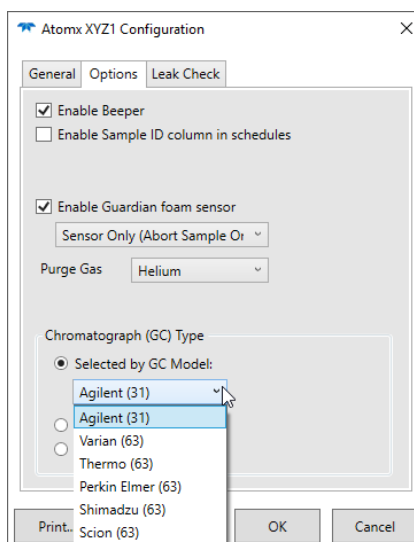 Atomx XYZ1 Configuration
General Options Leak Check
Enable Beeper
Enable Sample ID column in schedules
Enable Guardian foam sensor
Sensor Only (Abort Sample Or
Purge Gas Helium
Chromatograph (GC) Type
Selected by GC Model:
Agilent (31)
Agilent (31)
Varian (63)
Thermo (63)
Perkin Elmer (63)
Shimadzu (63)
Scion (63)
Print... OK Cancel